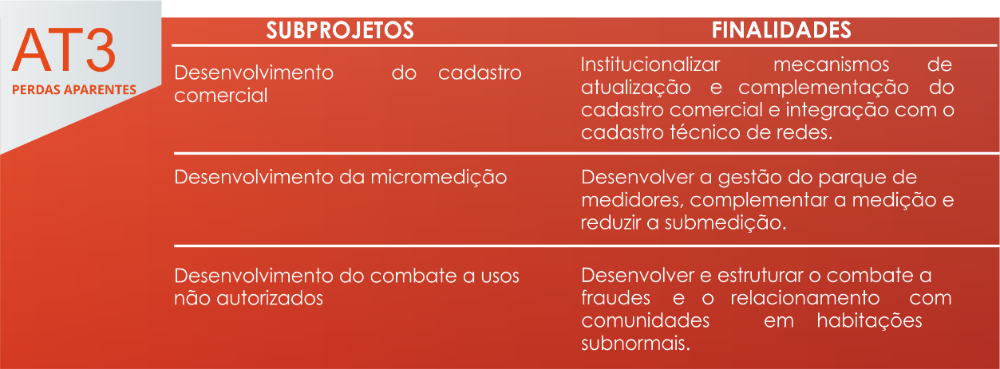 AT3
PERDAS APARENTES
SUBPROJETOS
FINALIDADES
Desenvolvimento do cadastro
comercial
Institucionalizar mecanismos de
atualização e complementação do
cadastro comercial e integração com o
cadastro técnico de redes.
Desenvolvimento da micromedição
Desenvolver a gestão do parque de
medidores, complementar a medição e
reduzir a submedição.
Desenvolvimento do combate a usos
não autorizados
Desenvolver e estruturar o combate a
fraudes e o relacionamento com
comunidades em habitações
subnormais.